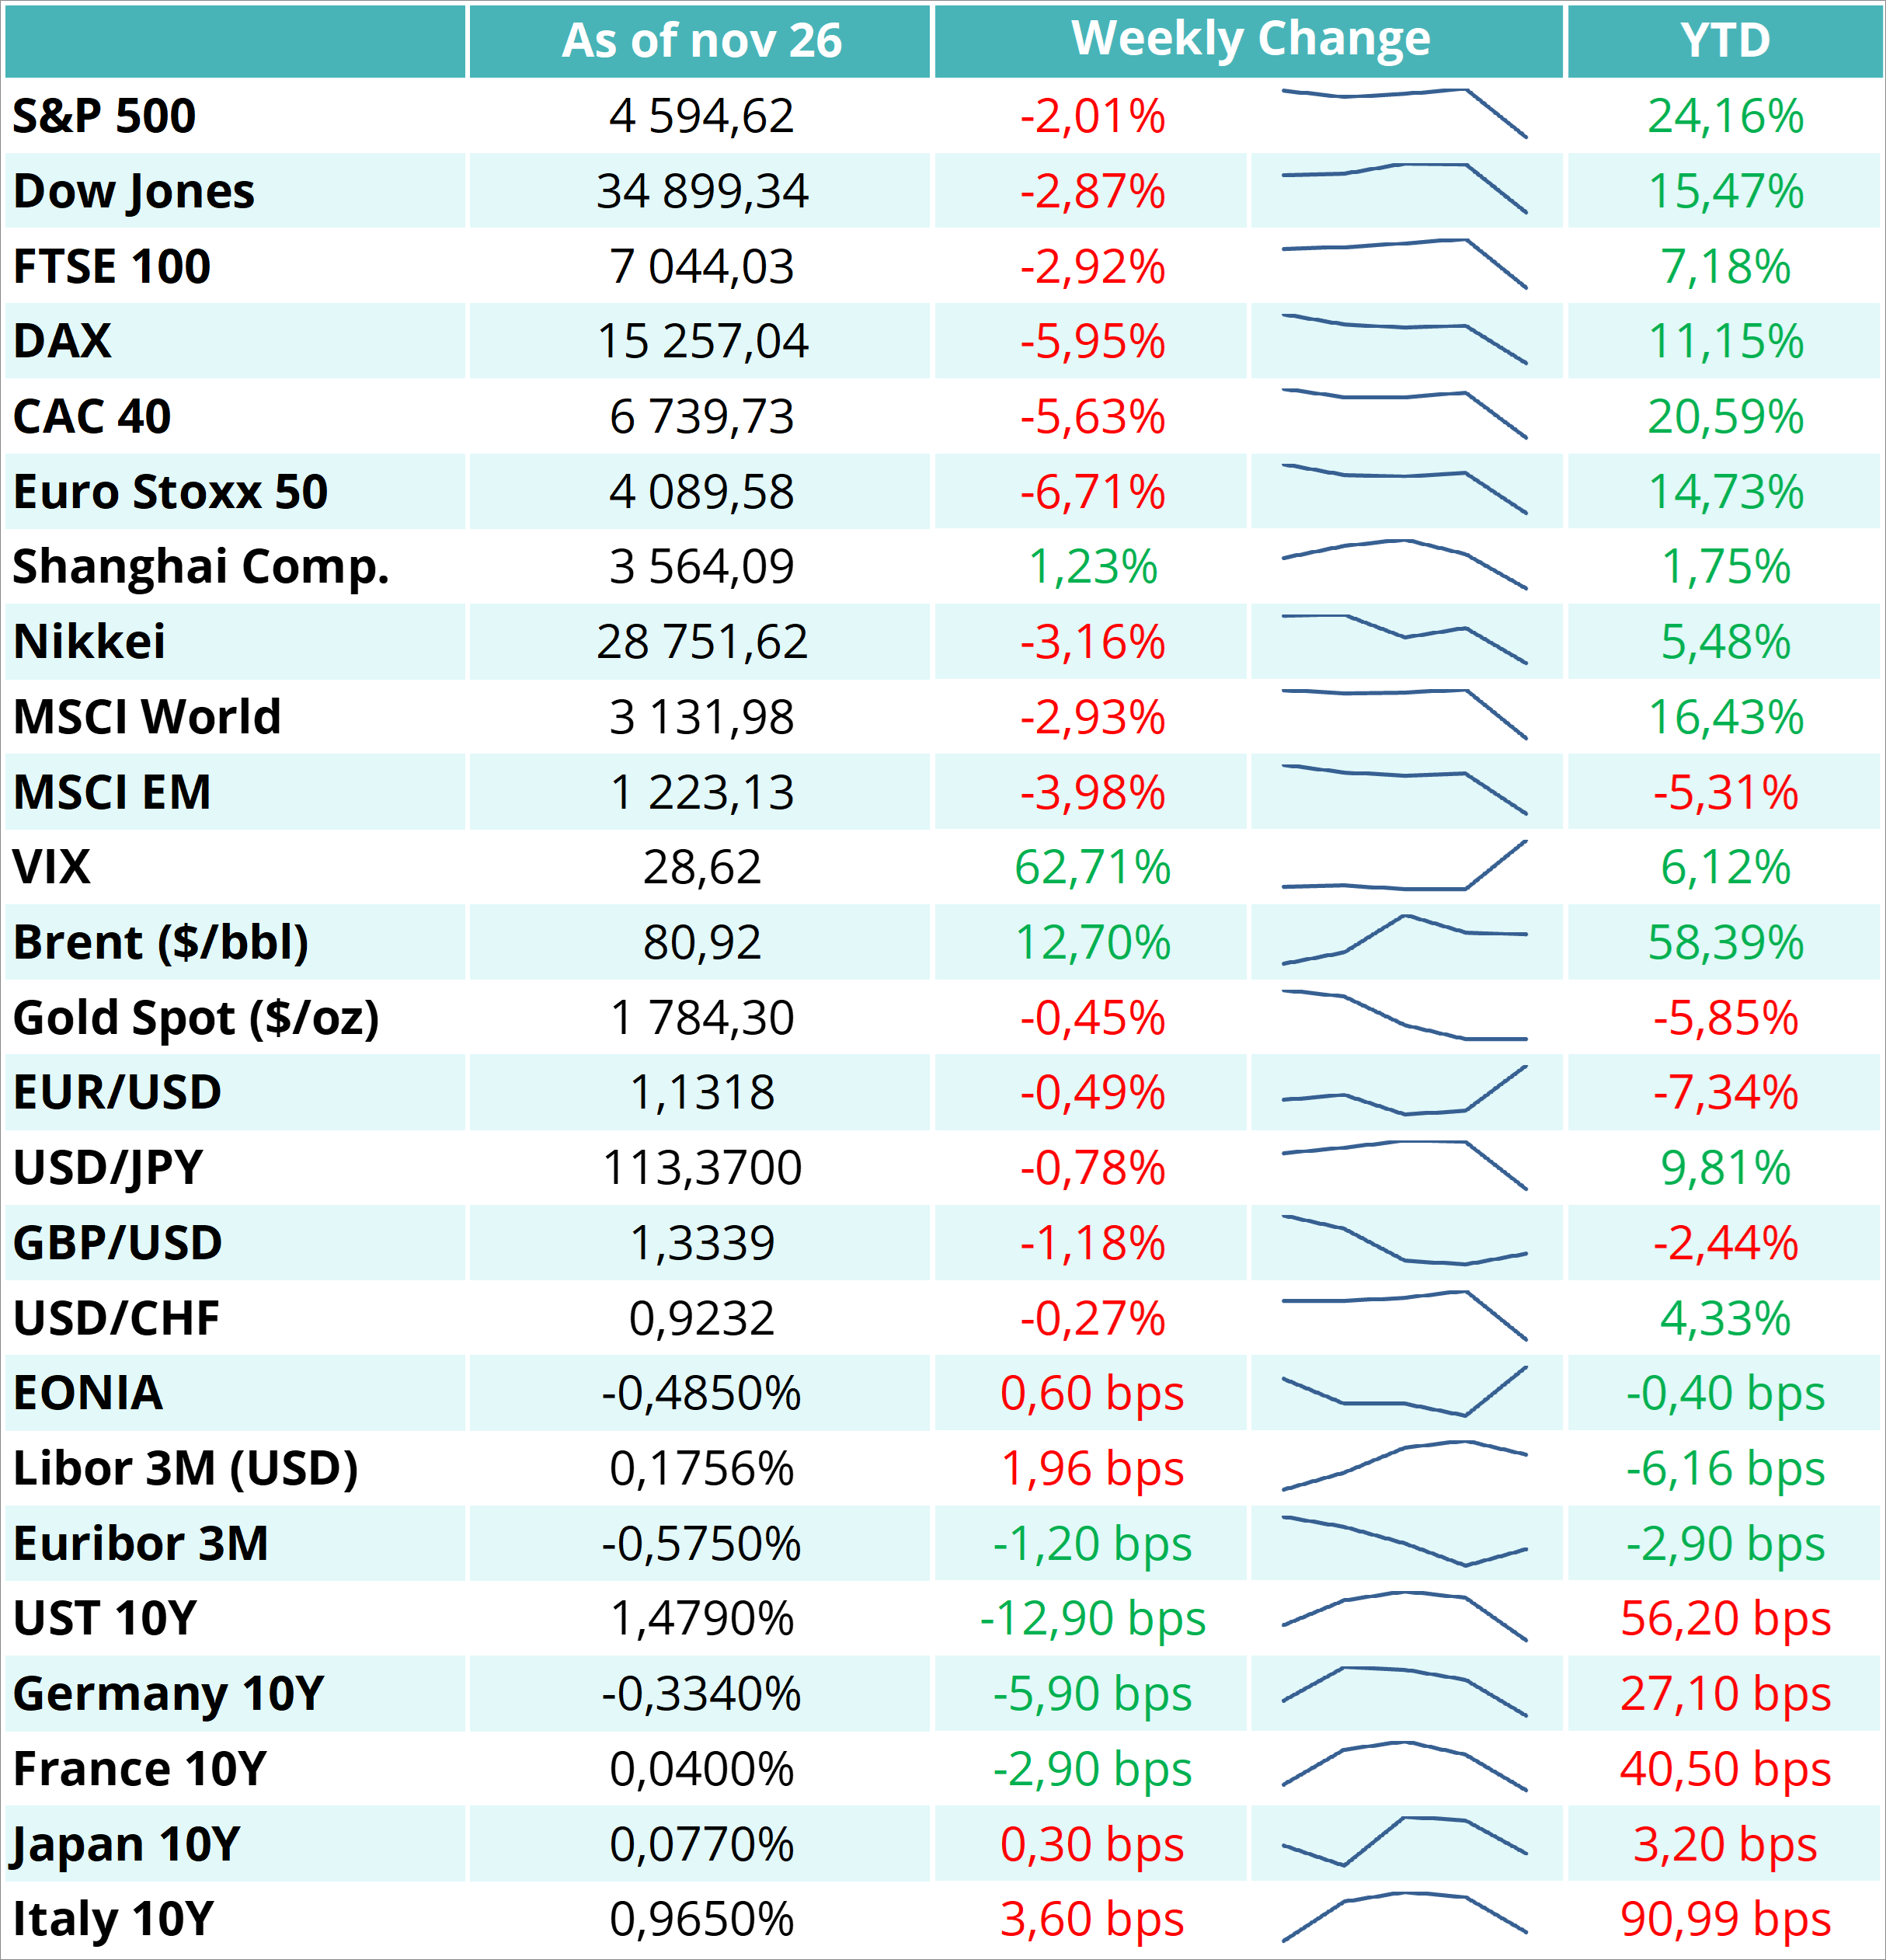 As of nov 26 Weekly Change YTD
S&P 500 4 594,62 -2,01% 24,16%
Dow Jones 34 899,34 -2,87% 15,47%
FTSE 100 7 044,03 -2,92% 7,18%
DAX 15 257,04 -5,95% 11,15%
CAC 40 6 739,73 -5,63% 20,59%
Euro Stoxx 50 4 089,58 -6,71% 14,73%
Shanghai Comp. 3 564,09 1,23% 1,75%
Nikkei 28 751,62 -3,16% 5,48%
MSCI World 3 131,98 -2,93% 16,43%
MSCI EM 1 223,13 -3,98% -5,31%
VIX 28,62 62,71% 6,12%
Brent ($/bbl) 80,92 12,70% 58,39%
Gold Spot ($/oz) 1 784,30 -0,45% -5,85%
EUR/USD 1,1318 -0,49% -7,34%
USD/JPY 113,3700 -0,78% 9,81%
GBP/USD 1,3339 -1,18% -2,44%
USD/CHF 0,9232 -0,27% 4,33%
EONIA -0,4850% 0,60 bps -0,40 bps
Libor 3M (USD) 0,1756% 1,96 bps -6,16 bps
Euribor 3M -0,5750% -1,20 bps -2,90 bps
UST 10Y 1,4790% -12,90 bps 56,20 bps
Germany 10Y -0,3340% -5,90 bps 27,10 bps
France 10Y 0,0400% -2,90 bps 40,50 bps
Japan 10Y 0,0770% 0,30 bps 3,20 bps
Italy 10Y 0,9650% 3,60 bps 90,99 bps